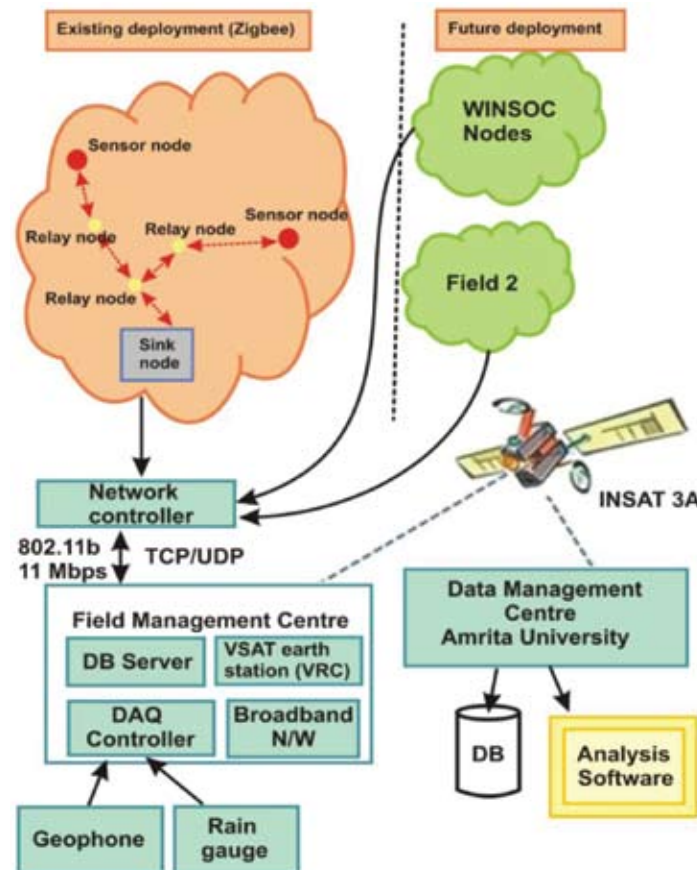 Existing deployment (Zigbee)
Future deployment
WINSOC
Nodes
Sensor node
Sensor node
Relay node
Relay node
Relay node
Sink
node
Field 2
INSAT 3A
Network
controller
802.11b
11 Mbps
TCP/UDP
Field Management Centre
DB Server
VSAT earth
station (VRC)
DAQ
Controller
Broadband
N/W
Geophone
Rain
gauge
Data Management
Centre
Amrita University
DB
Analysis
Software